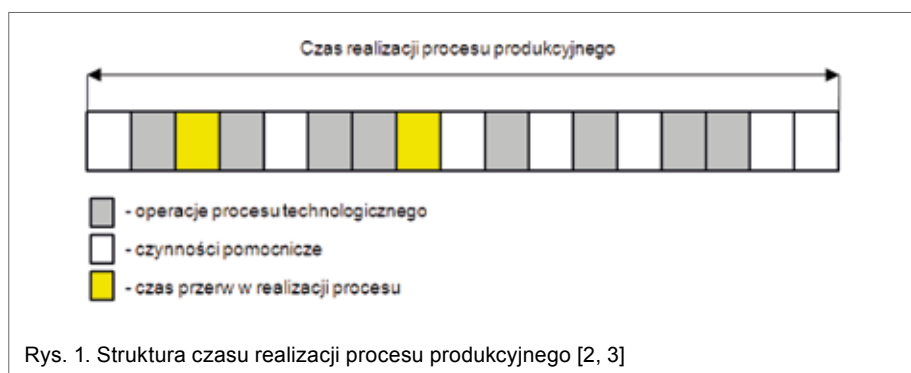 Czas realizacji procesu produkcyjnego
- operacje procesu technologicznego
- czynności pomocnicze
- czas przerw w realizacji procesu
Rys. 1. Struktura czasu realizacji procesu produkcyjnego [2, 3]